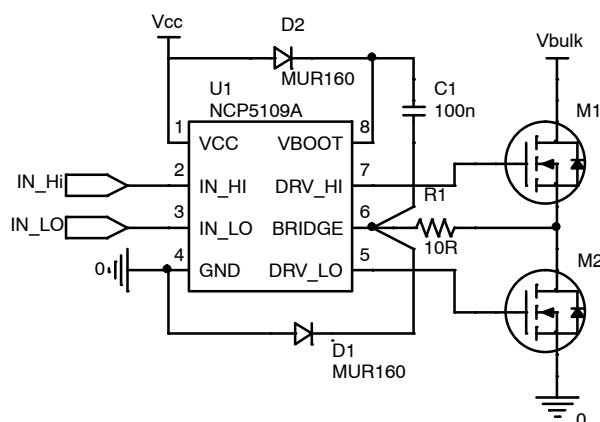 Vcc
D2
MUR160
Vbulk
U1
NCP5109A
C1
100n
M1
1
VCC
VBOOT
8
IN_Hi
2
IN_HI
DRV_HI
7
R1
IN_LO
3
IN_LO
BRIDGE
6
10R
0
4
GND
DRV_LO
5
M2
D1
MUR160
0